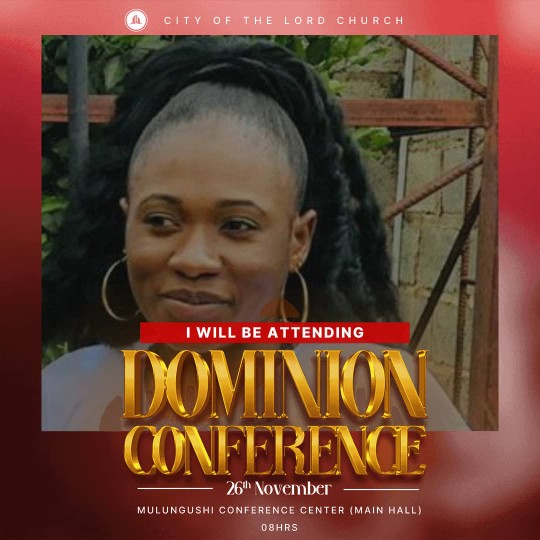 CITY OF THE LORD CHURCH
I WILL BE ATTENDING
DOMINION
CONFERENCE
26th November
MULUNGUSHI CONFERENCE CENTER (MAIN HALL)
08HRS